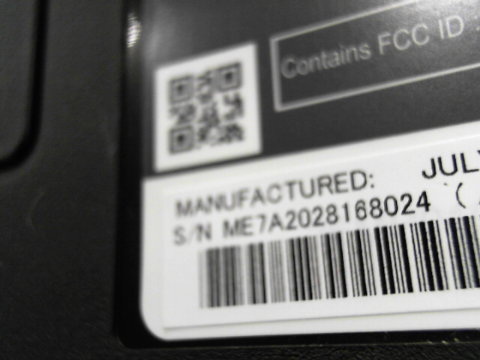 Contains FCC ID
MANUFACTURED: JULY
S/N ME7A2028168024 (